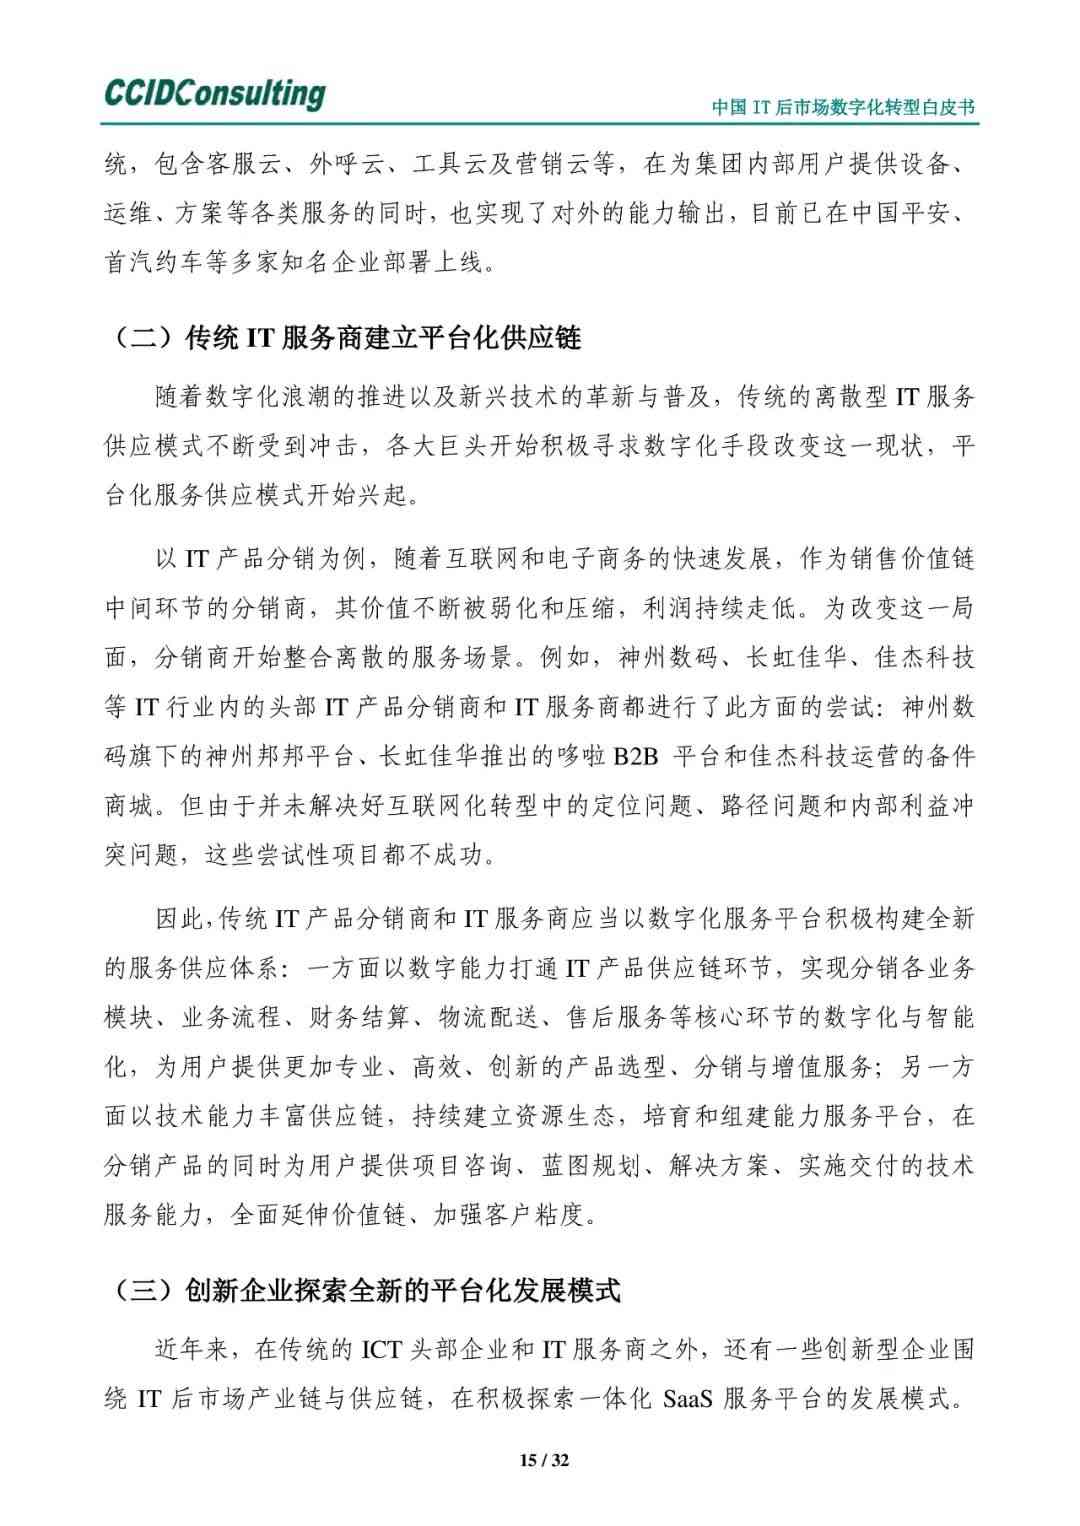 CCIDConsulting
中国 IT 后市场数字化转型白皮书
统，包含客服云、外呼云、工具云及营销云等，在为集团内部用户提供设备、
运维、方案等各类服务的同时，也实现了对外的能力输出，目前已在中国平安、
首汽约车等多家知名企业部署上线。
（二）传统 IT 服务商建立平台化供应链
随着数字化浪潮的推进以及新兴技术的革新与普及，传统的离散型 IT 服务
供应模式不断受到冲击，各大巨头开始积极寻求数字化手段改变这一现状，平
台化服务供应模式开始兴起。
以 IT 产品分销为例，随着互联网和电子商务的快速发展，作为销售价值链
中间环节的分销商，其价值不断被弱化和压缩，利润持续走低。为改变这一局
面，分销商开始整合离散的服务场景。例如，神州数码、长虹佳华、佳杰科技
等 IT 行业内的头部 IT 产品分销商和 IT 服务商都进行了此方面的尝试：神州数
码旗下的神州邦邦平台、长虹佳华推出的哆啦 B2B 平台和佳杰科技运营的备件
商城。但由于并未解决好互联网化转型中的定位问题、路径问题和内部利益冲
突问题，这些尝试性项目都不成功。
因此，传统 IT 产品分销商和 IT 服务商应当以数字化服务平台积极构建全新
的服务供应体系：一方面以数字能力打通 IT 产品供应链环节，实现分销各业务
模块、业务流程、财务结算、物流配送、售后服务等核心环节的数字化与智能
化，为用户提供更加专业、高效、创新的产品选型、分销与增值服务；另一方
面以技术能力丰富供应链，持续建立资源生态，培育和组建能力服务平台，在
分销产品的同时为用户提供项目咨询、蓝图规划、解决方案、实施交付的技术
服务能力，全面延伸价值链、加强客户粘度。
（三）创新企业探索全新的平台化发展模式
近年来，在传统的 ICT 头部企业和 IT 服务商之外，还有一些创新型企业围
绕 IT 后市场产业链与供应链，在积极探索一体化 SaaS 服务平台的发展模式。
15 / 32